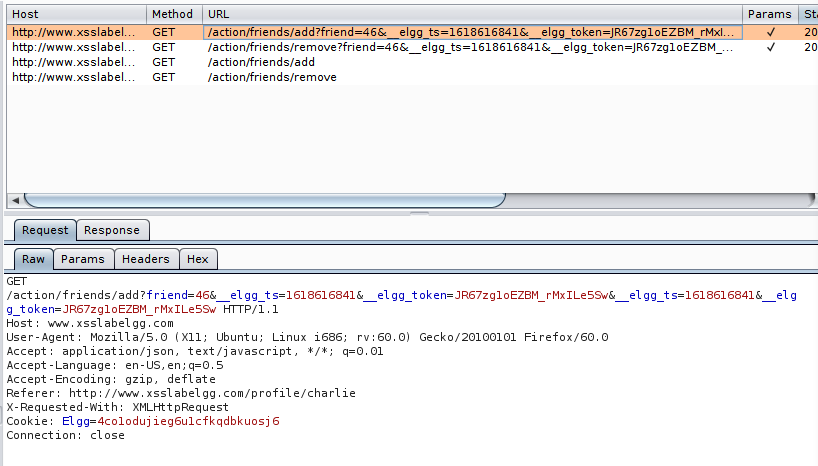 Host Method URL Params Sta
http://www.xsslabel... GET /action/friends/add?friend=46&__elgg_ts=1618616841&__elgg_token=JR67zg1oEZBM_rMxI... ✓ 20
http://www.xsslabel... GET /action/friends/remove?friend=46&__elgg_ts=1618616841&__elgg_token=JR67zg1oEZBM_... ✓ 20
http://www.xsslabel... GET /action/friends/add
http://www.xsslabel... GET /action/friends/remove
Request Response
Raw Params Headers Hex
GET
/action/friends/add?friend=46&__elgg_ts=1618616841&__elgg_token=JR67zg1oEZBM_rMxILe5Sw&__elgg_ts=1618616841&__elg
g_token=JR67zg1oEZBM_rMxILe5Sw HTTP/1.1
Host: www.xsslabelgg.com
User-Agent: Mozilla/5.0 (X11; Ubuntu; Linux i686; rv:60.0) Gecko/20100101 Firefox/60.0
Accept: application/json, text/javascript, */*; q=0.01
Accept-Language: en-US,en;q=0.5
Accept-Encoding: gzip, deflate
Referer: http://www.xsslabelgg.com/profile/charlie
X-Requested-With: XMLHttpRequest
Cookie: Elgg=4co1odujieg6u1cfkqdbkuosj6
Connection: close